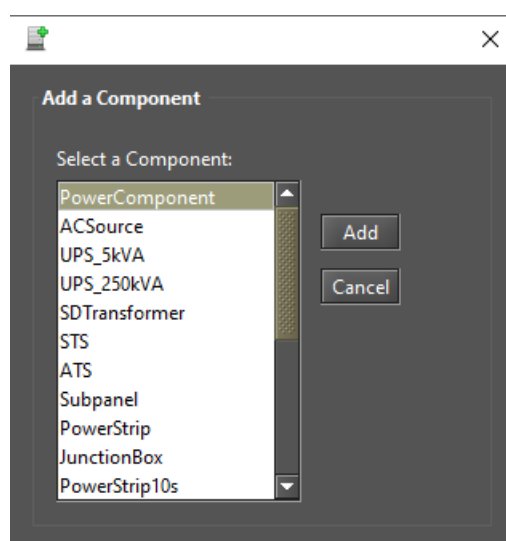 Add a Component
Select a Component:
PowerComponent
ACSource
UPS_5kVA
UPS_250kVA
SDTransformer
STS
ATS
Subpanel
PowerStrip
JunctionBox
PowerStrip10s
Add
Cancel